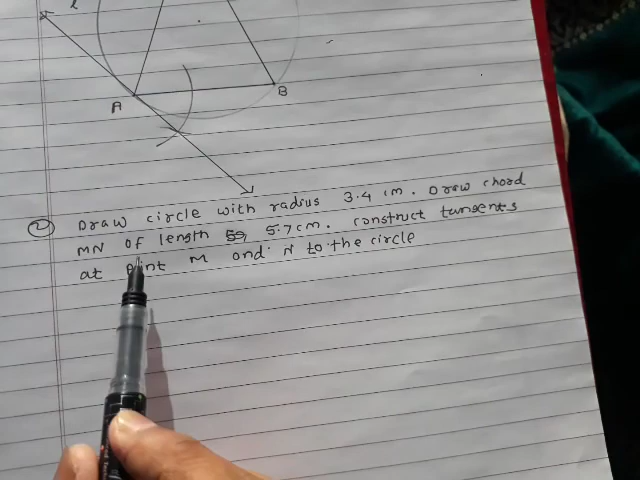 l
A
B
2 Draw circle with radius 3.4 cm. Draw chord
MN of length 5.7 cm. construct tangents
at point M and N to the circle